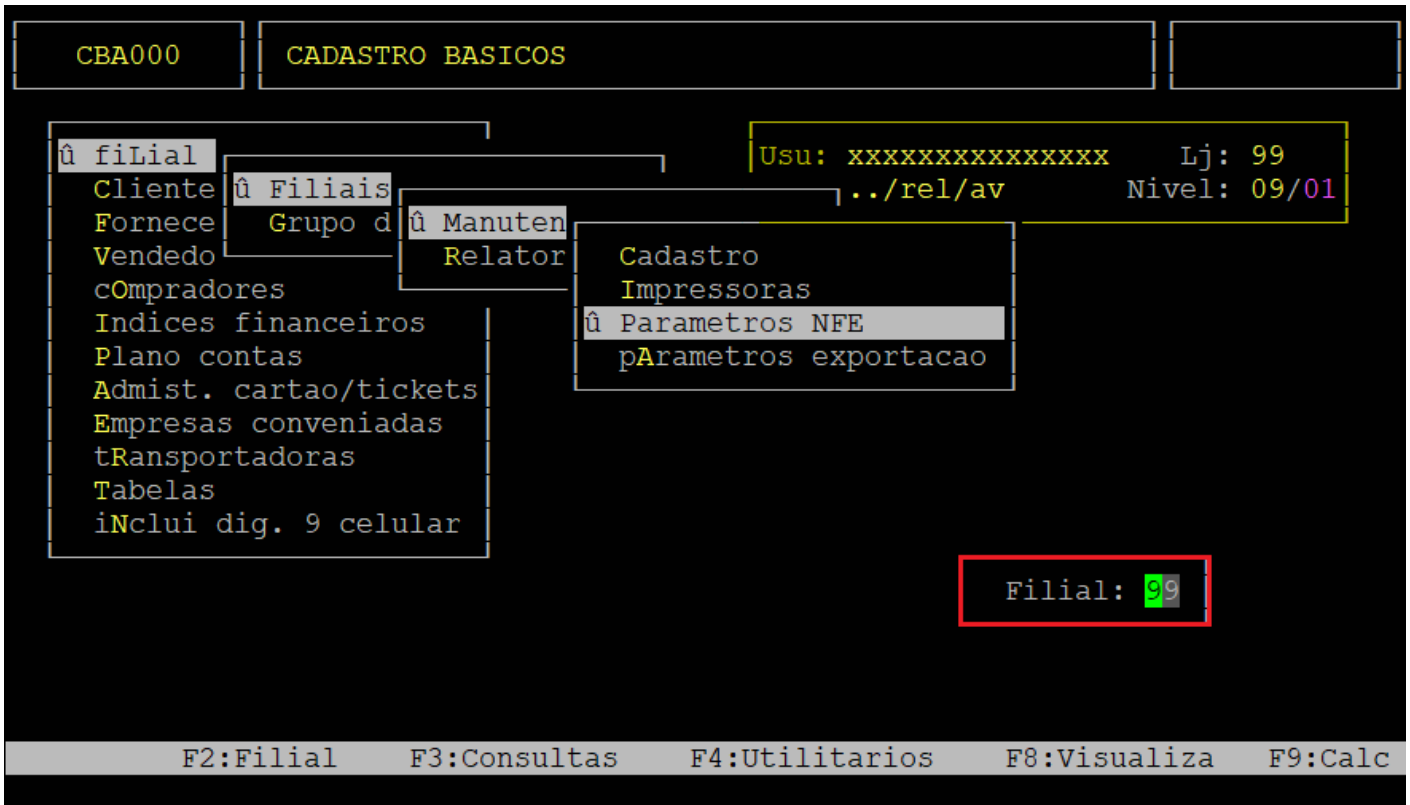 CBA000 CADASTRO BASICOS
û fiLial Usu: xxxxxxxxxxxxxxx Lj: 99
Cliente û Filiais ../rel/av Nivel: 09/01
Fornece Grupo d û Manuten
Vendedo Relator Cadastro
cOmpradores Impressoras
Indices financeiros û Parametros NFE
Plano contas pArametros exportacao
Admist. cartao/tickets
Empresas conveniadas
tRansportadoras
Tabelas
iNclui dig. 9 celular
Filial: 99
F2:Filial F3:Consultas F4:Utilitarios F8:Visualiza F9:Calc